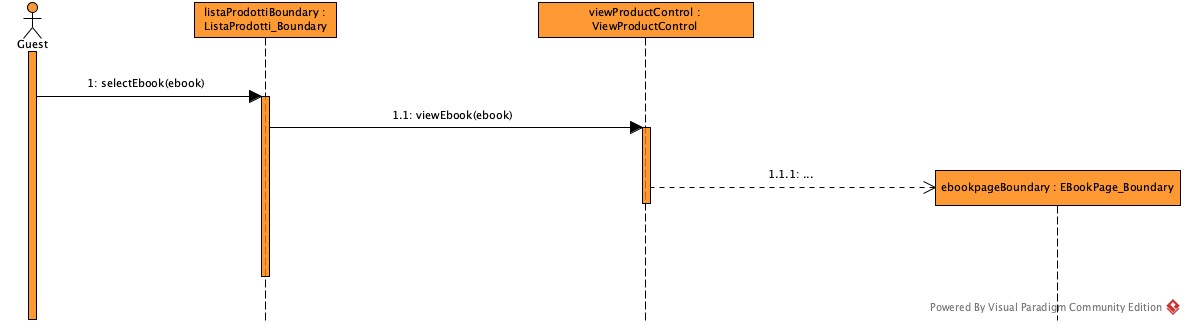 Guest
listaProdottiBoundary :
ListaProdotti_Boundary
viewProductControl :
ViewProductControl
1: selectEbook(ebook)
1.1: viewEbook(ebook)
1.1.1: ...
ebookpageBoundary : EBookPage_Boundary
Powered By Visual Paradigm Community Edition